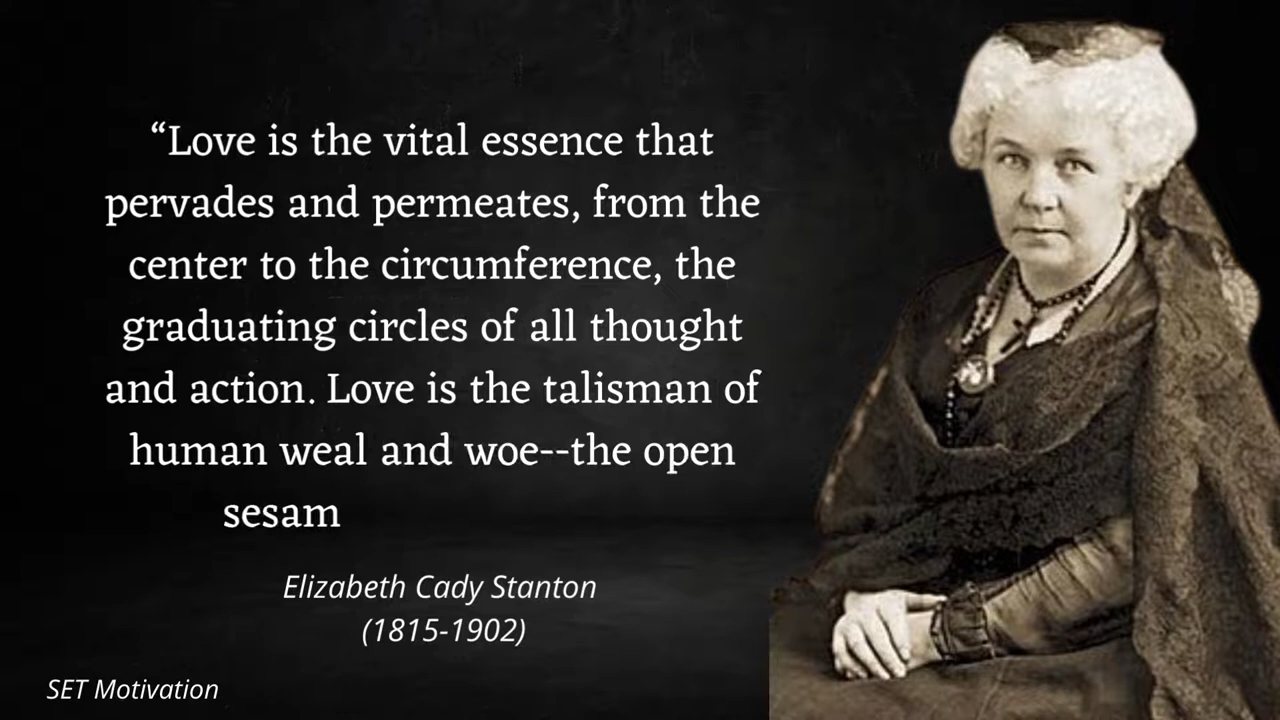 “Love is the vital essence that
pervades and permeates, from the
center to the circumference, the
graduating circles of all thought
and action. Love is the talisman of
human weal and woe--the open
sesam
Elizabeth Cady Stanton
(1815-1902)
SET Motivation